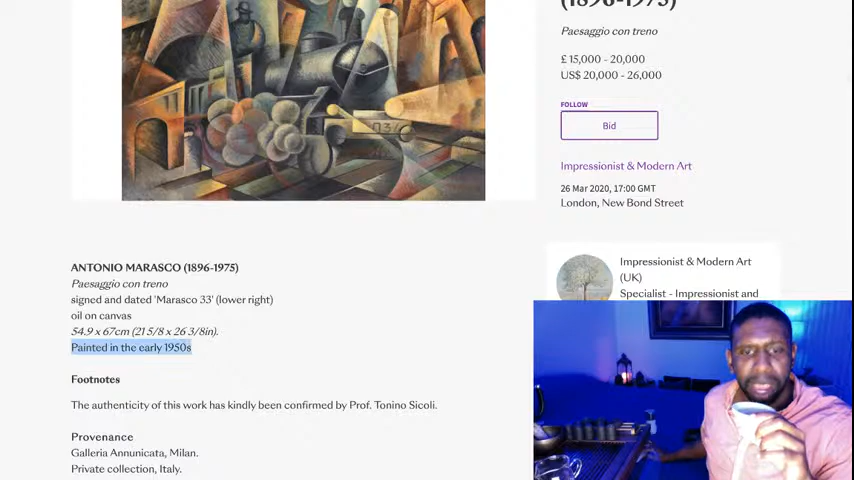 (1896-1975)
Paesaggio con treno
£ 15,000 - 20,000
US$ 20,000 - 26,000
FOLLOW
Bid
Impressionist & Modern Art
26 Mar 2020, 17:00 GMT
London, New Bond Street
ANTONIO MARASCO (1896-1975)
Paesaggio con treno
signed and dated 'Marasco 33' (lower right)
oil on canvas
54.9 x 67cm (21 5/8 x 26 3/8in).
Painted in the early 1950s
Footnotes
The authenticity of this work has kindly been confirmed by Prof. Tonino Sicoli.
Provenance
Galleria Annunicata, Milan.
Private collection, Italy.
Impressionist & Modern Art
(UK)
Specialist - Impressionist and